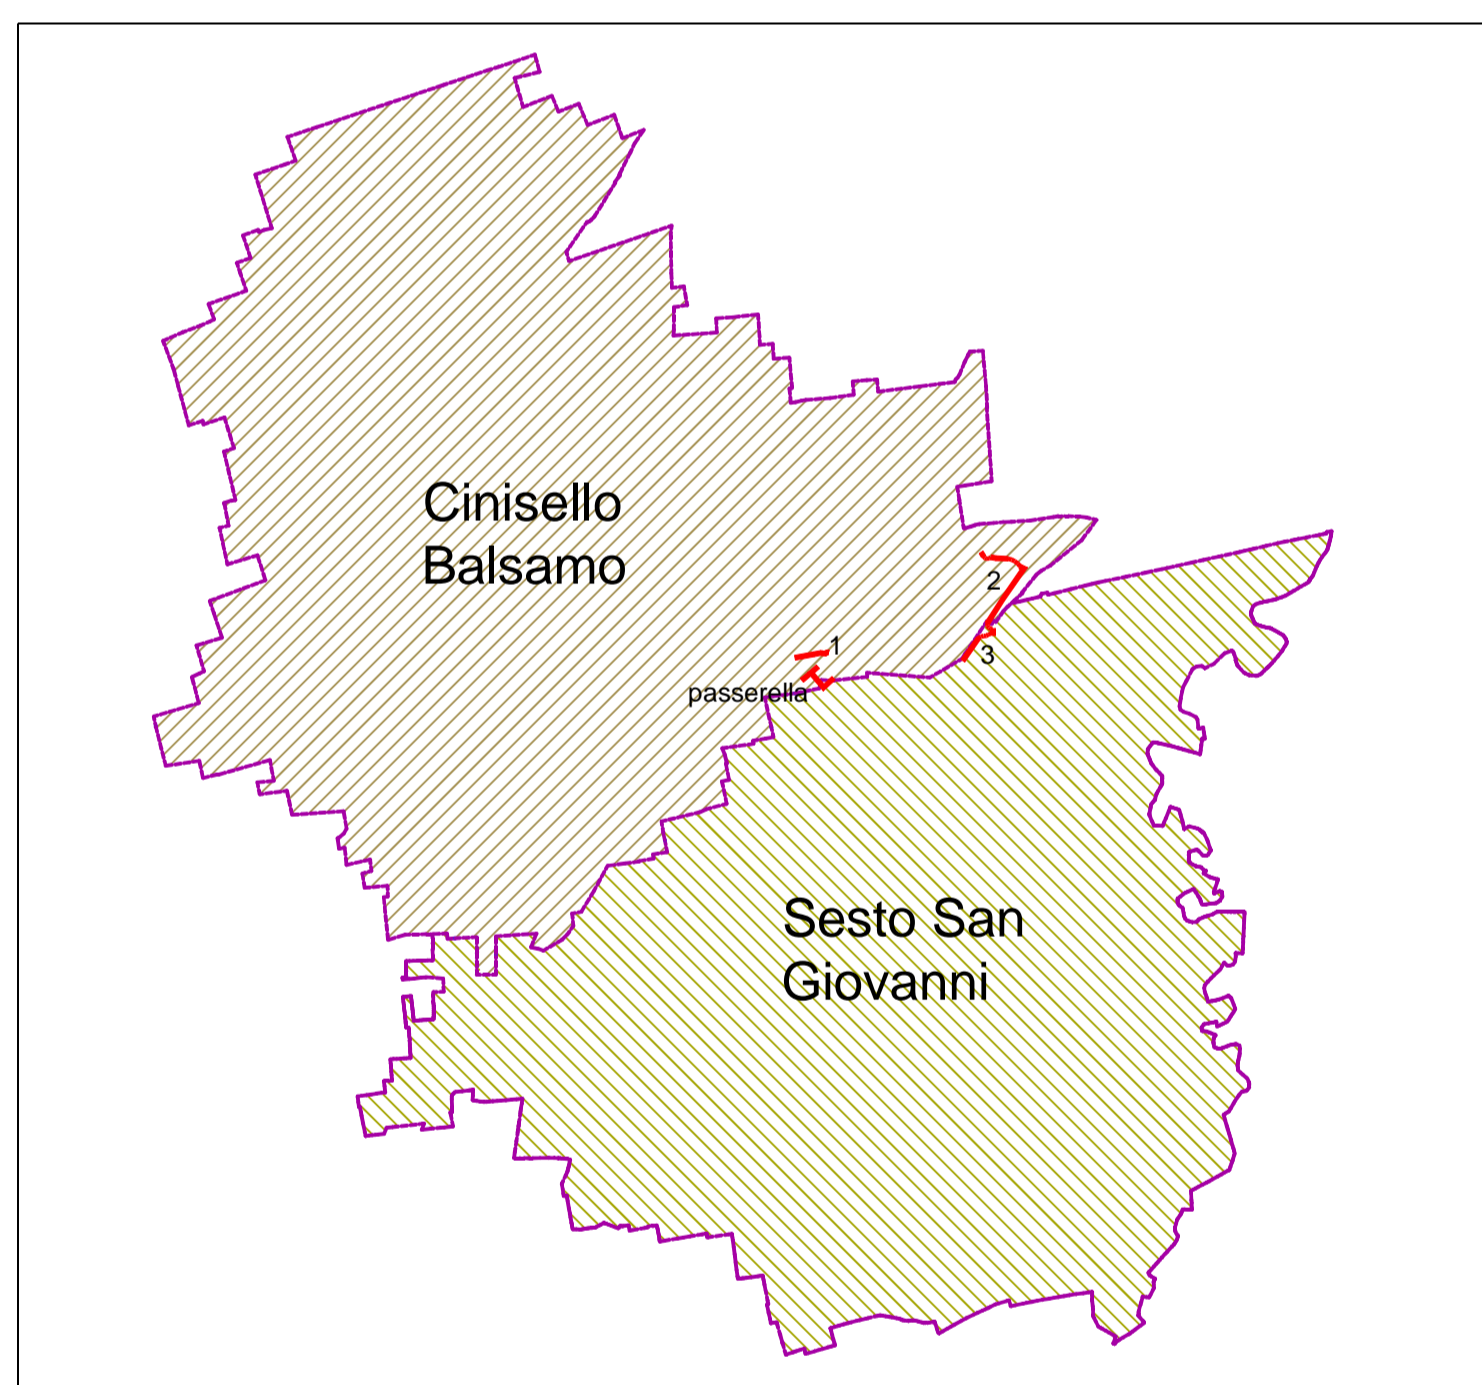 Cinisello
Balsamo
2
1
3
passerella
Sesto San
Giovanni